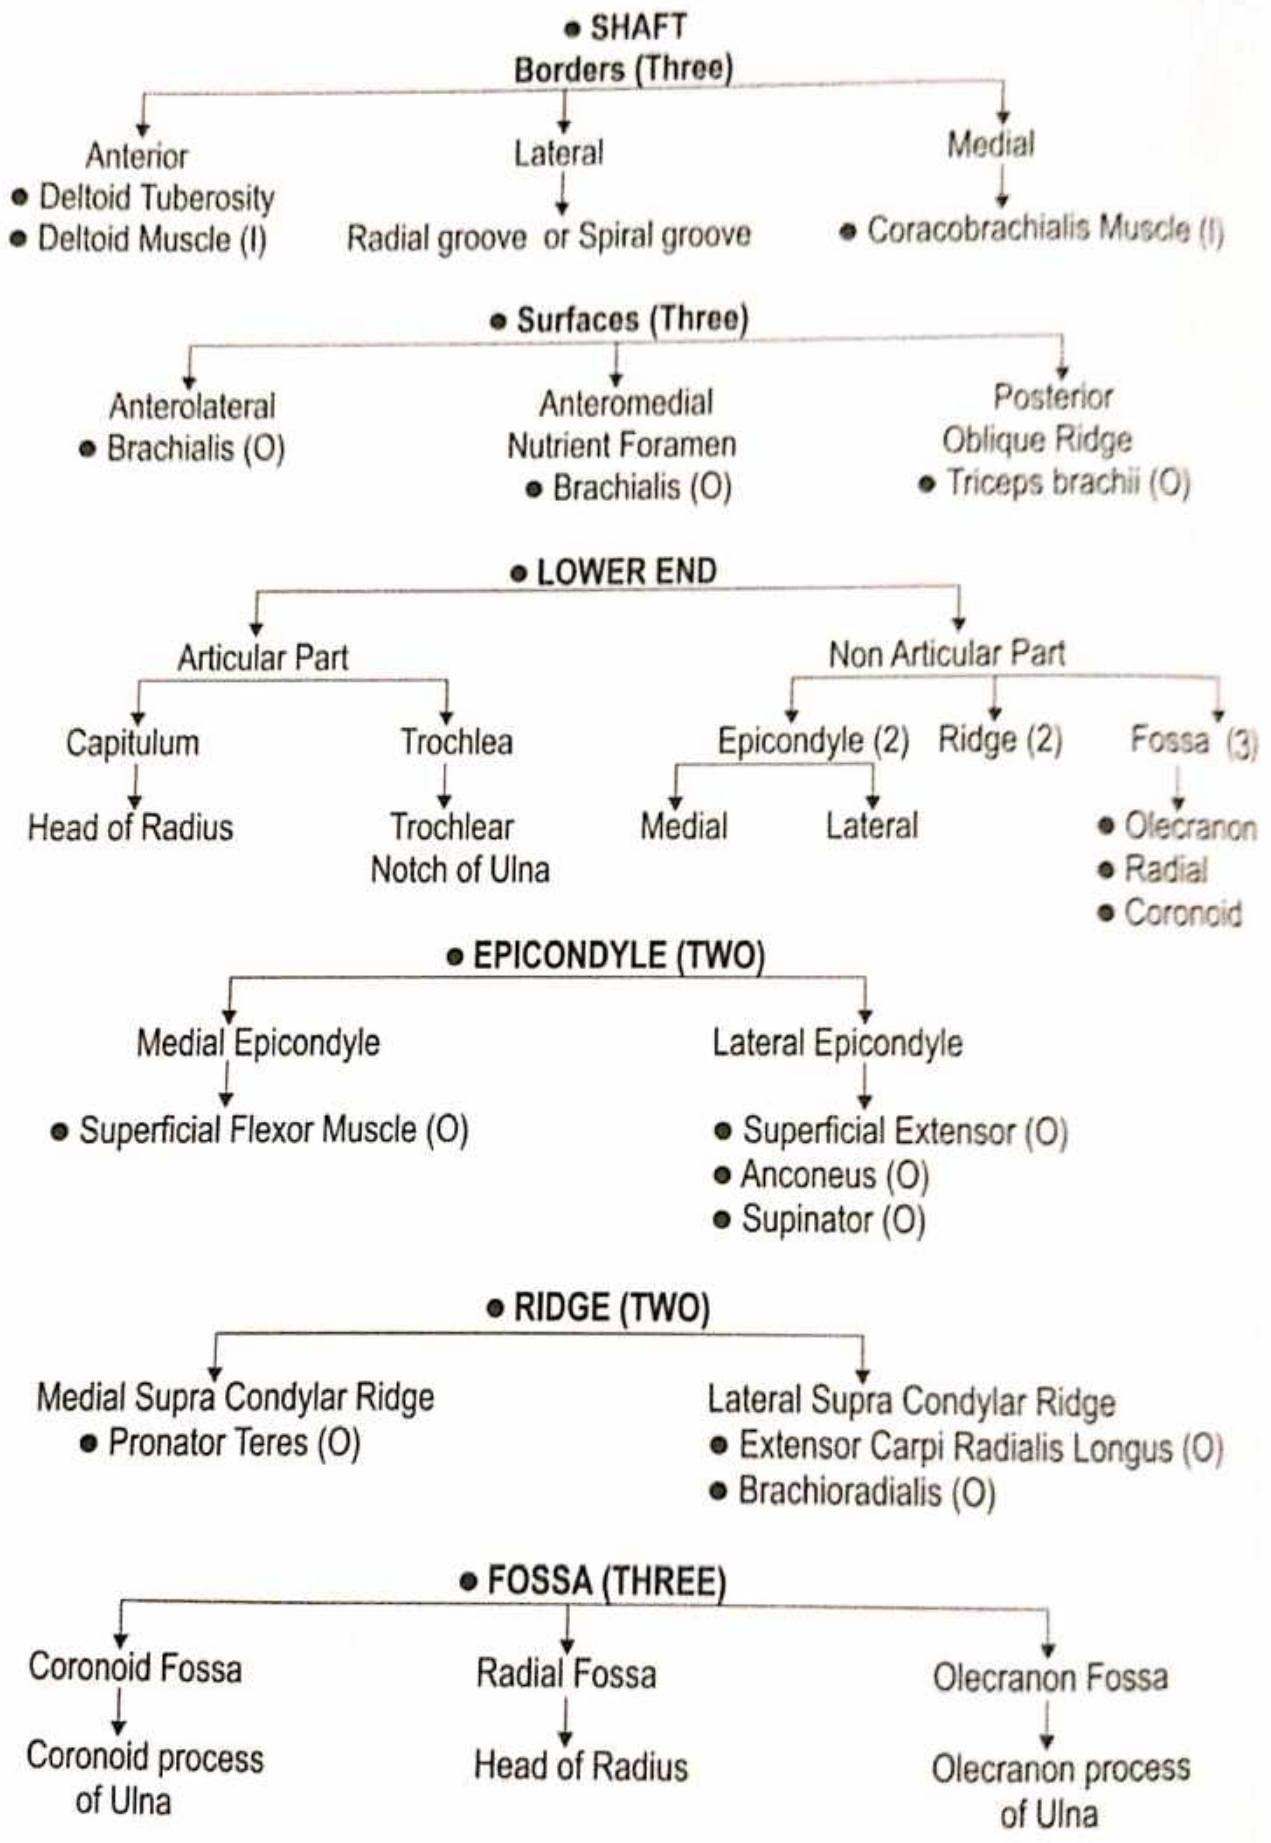 ● SHAFT
Borders (Three)
Anterior Lateral Medial
● Deltoid Tuberosity
● Deltoid Muscle (I) Radial groove or Spiral groove ● Coracobrachialis Muscle (I)
● Surfaces (Three)
Anterolateral Anteromedial Posterior
● Brachialis (O) Nutrient Foramen Oblique Ridge
● Brachialis (O) ● Triceps brachii (O)
● LOWER END
Articular Part Non Articular Part
Capitulum Trochlea Epicondyle (2) Ridge (2) Fossa (3)
Head of Radius Trochlear Medial Lateral ● Olecranon
Notch of Ulna ● Radial
● Coronoid
● EPICONDYLE (TWO)
Medial Epicondyle Lateral Epicondyle
● Superficial Flexor Muscle (O) ● Superficial Extensor (O)
● Anconeus (O)
● Supinator (O)
● RIDGE (TWO)
Medial Supra Condylar Ridge Lateral Supra Condylar Ridge
● Pronator Teres (O) ● Extensor Carpi Radialis Longus (O)
● Brachioradialis (O)
● FOSSA (THREE)
Coronoid Fossa Radial Fossa Olecranon Fossa
Coronoid process Head of Radius Olecranon process
of Ulna of Ulna